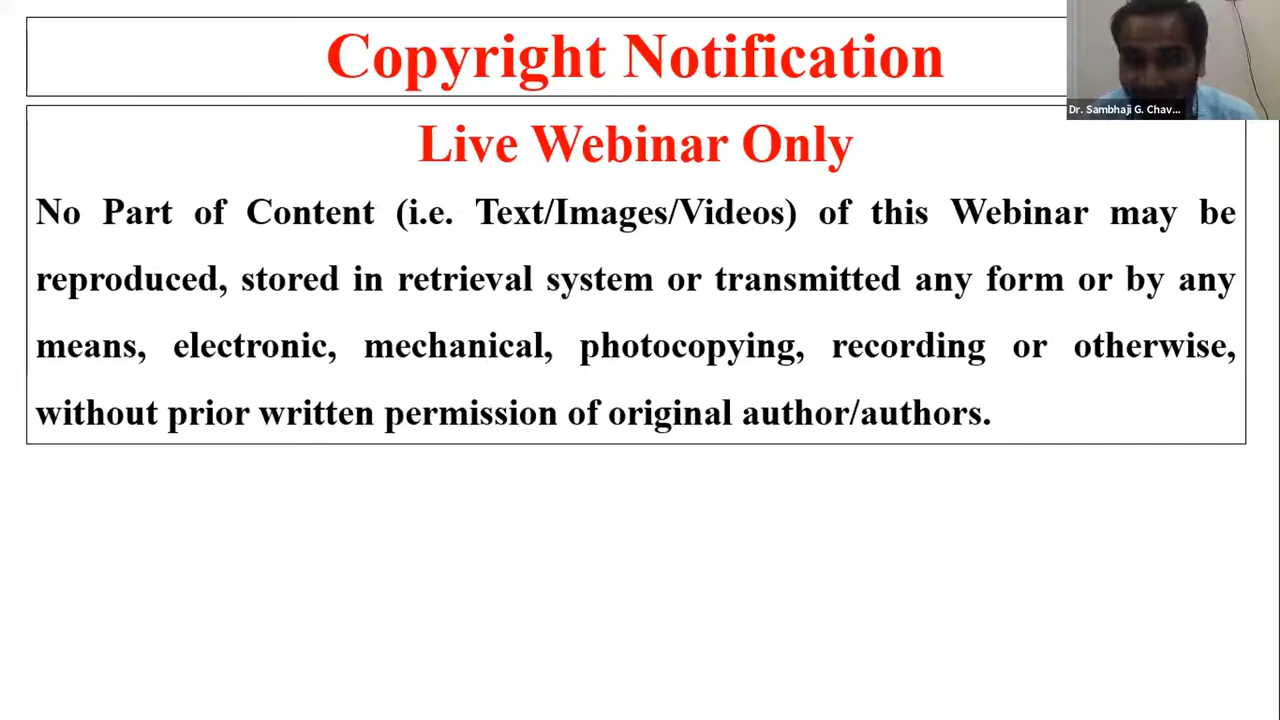 Copyright Notification
Dr. Sambhaji G. Chav...
Live Webinar Only
No Part of Content (i.e. Text/Images/Videos) of this Webinar may be
reproduced, stored in retrieval system or transmitted any form or by any
means, electronic, mechanical, photocopying, recording or otherwise,
without prior written permission of original author/authors.